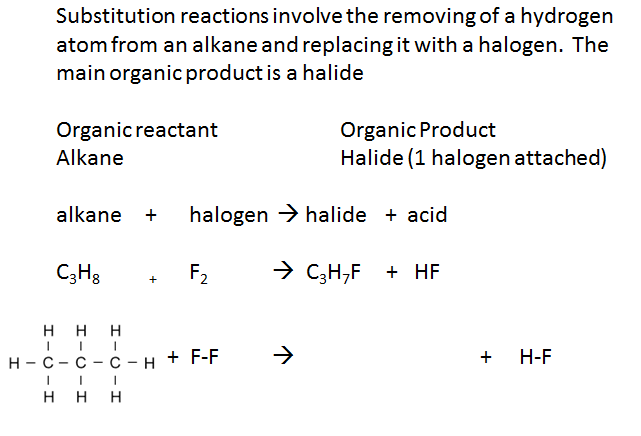 Substitution reactions involve the removing of a hydrogen
atom from an alkane and replacing it with a halogen.  The
main organic product is a halide
Organic reactant Organic Product
Alkane Halide (1 halogen attached)
alkane + halogen → halide + acid
C₃H₈ + F₂ → C₃H₇F + HF
H H H
| | |
H – C – C – C – H + F-F → + H-F
| | |
H H H